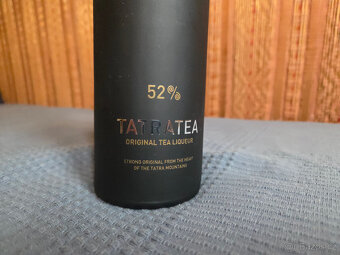 52%
TATRATEA
ORIGINAL TEA LIQUEUR
STRONG ORIGINAL FROM THE HEART
OF THE TATRA MOUNTAINS